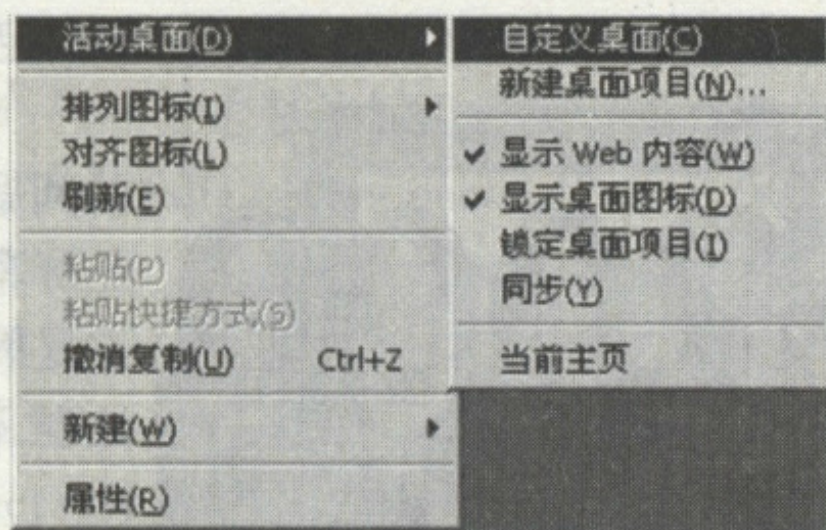 活动桌面(D)
排列图标(I)
对齐图标(L)
刷新(E)
粘贴(P)
粘贴快捷方式(S)
撤消复制(U) Ctrl+Z
新建(W)
属性(R)
自定义桌面(C)
新建桌面项目(N)...
显示 Web 内容(W)
显示桌面图标(D)
锁定桌面项目(I)
同步(Y)
当前主页